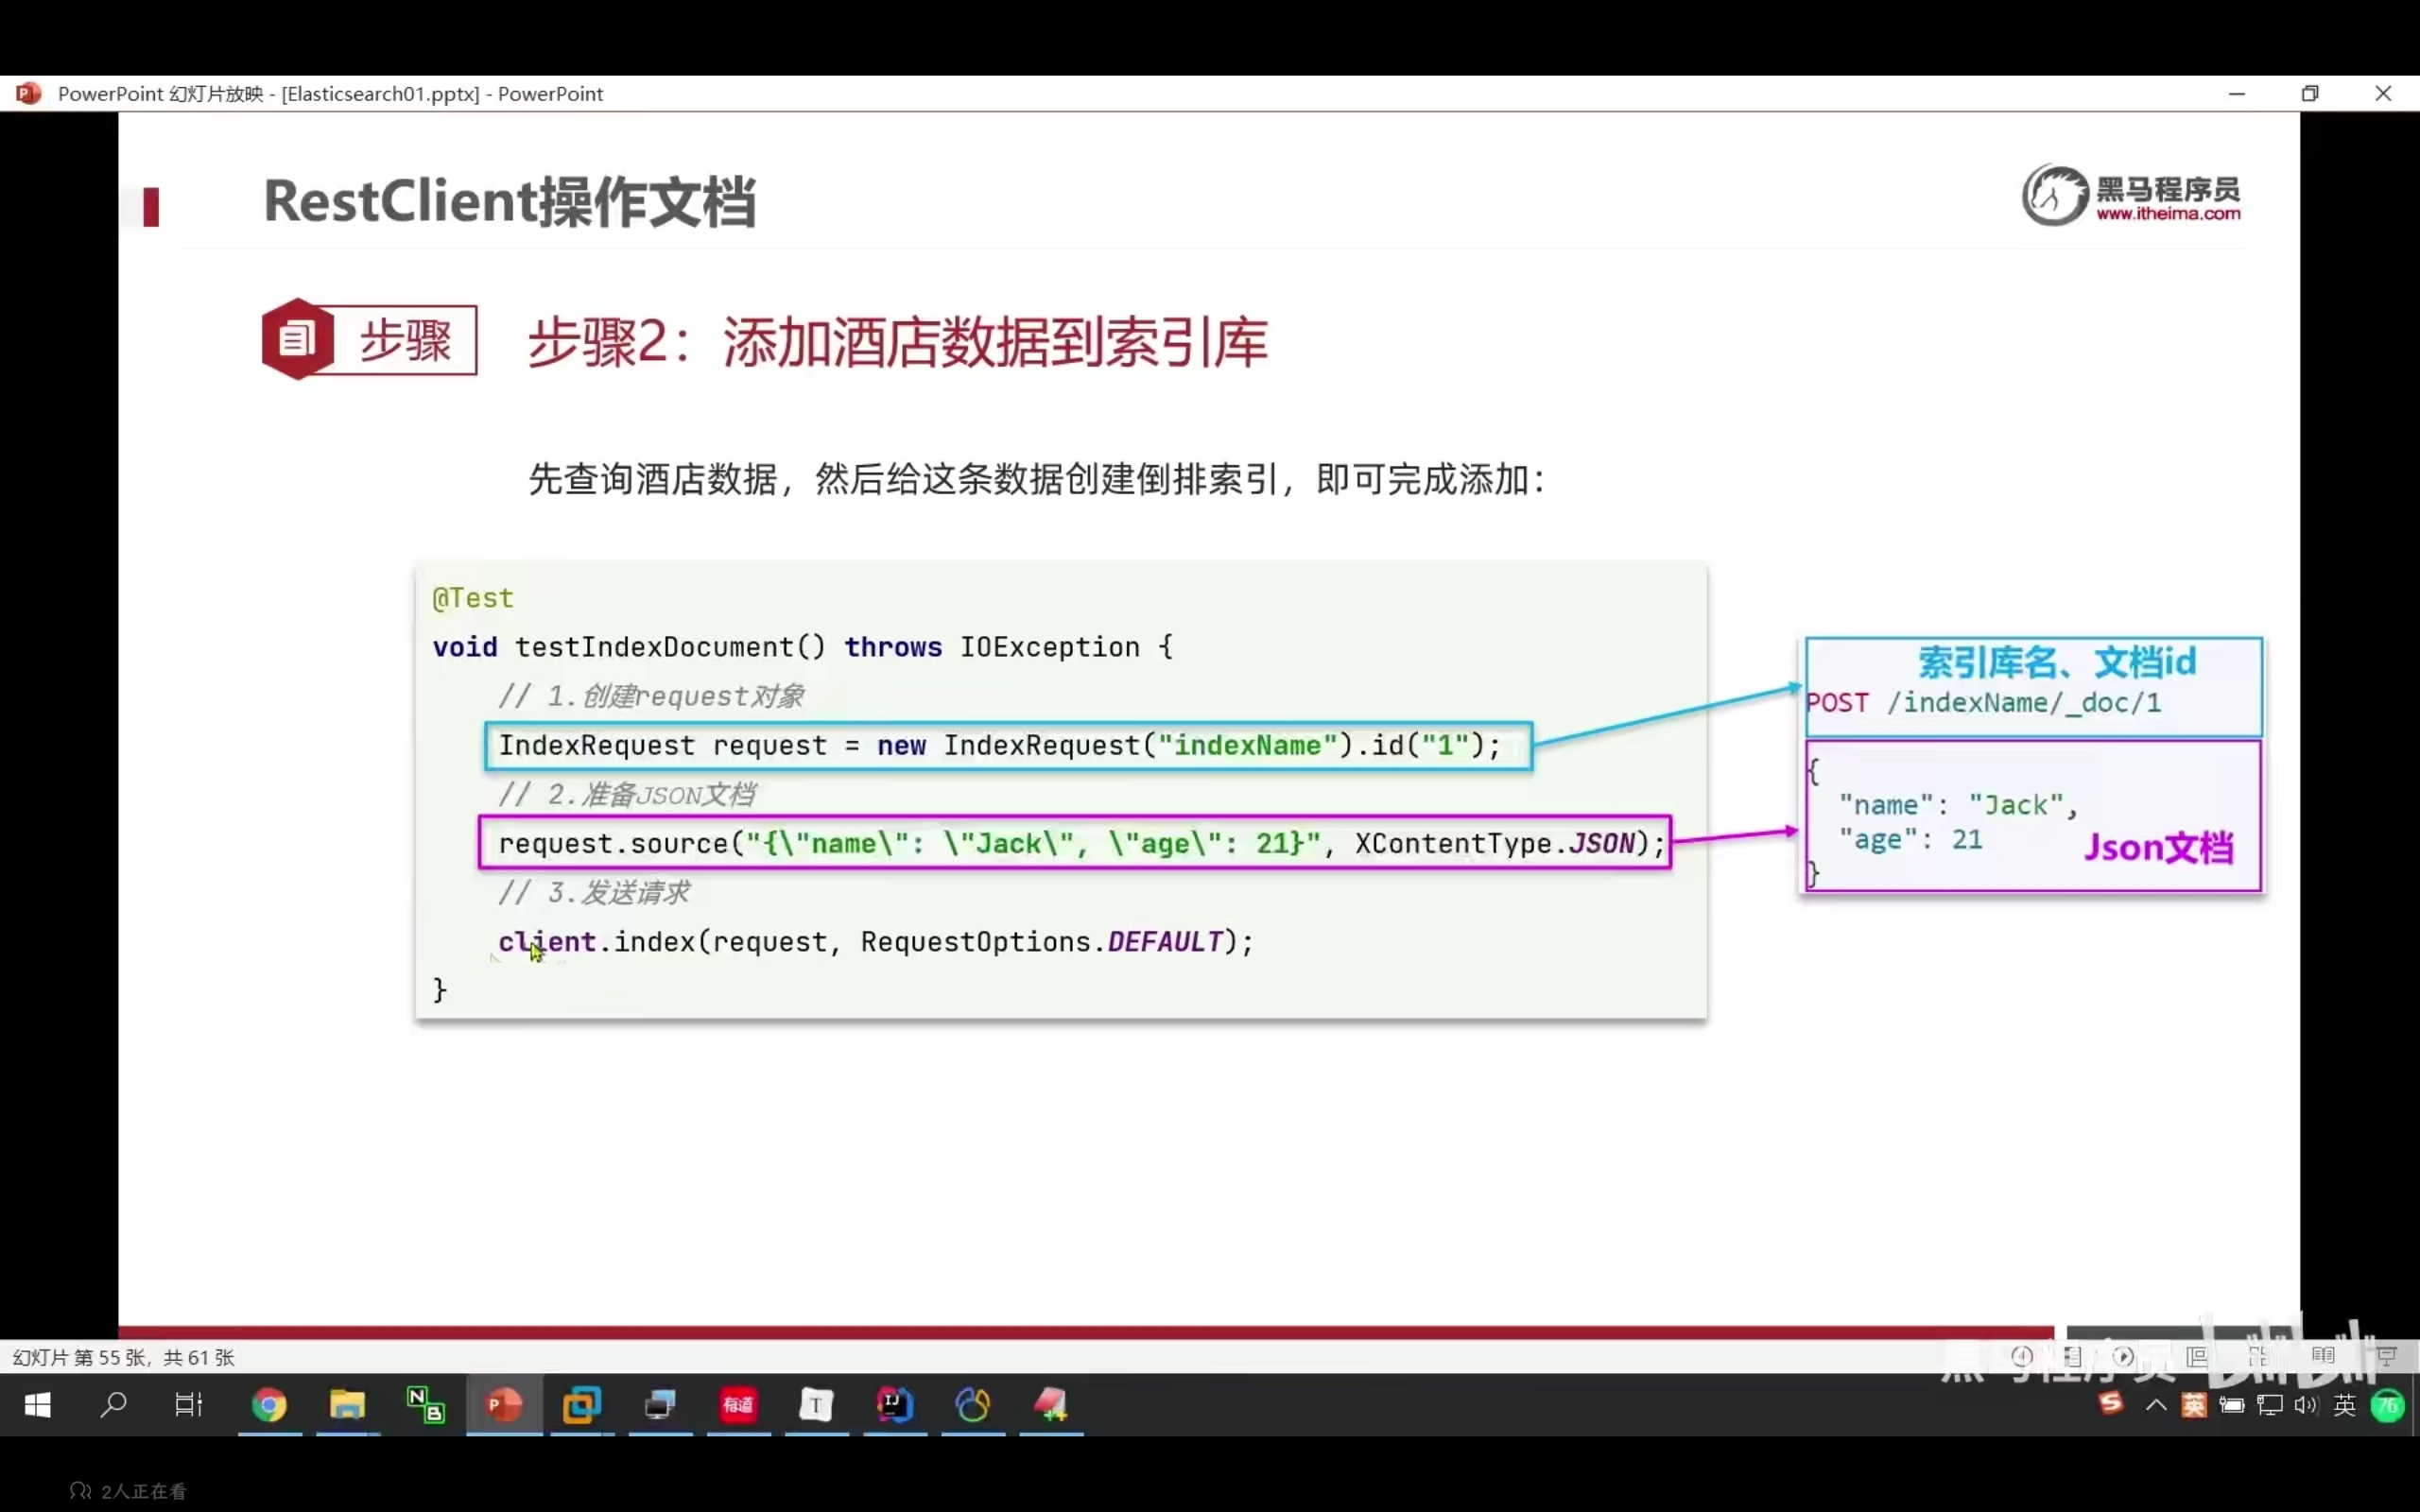 PowerPoint 幻灯片放映 - [Elasticsearch01.pptx] - PowerPoint
RestClient操作文档
黑马程序员
www.itheima.com
步骤
步骤2：添加酒店数据到索引库
先查询酒店数据，然后给这条数据创建倒排索引，即可完成添加：
@Test
void testIndexDocument() throws IOException {
// 1.创建request对象
IndexRequest request = new IndexRequest("indexName").id("1");
// 2.准备JSON文档
request.source("{\"name\": \"Jack\", \"age\": 21}", XContentType.JSON);
// 3.发送请求
client.index(request, RequestOptions.DEFAULT);
}
索引库名、文档id
POST /indexName/_doc/1
{
"name": "Jack",
"age": 21
}
Json文档
幻灯片 第 55 张，共 61 张
黑马程序员 bilibili
英
英
76
2人正在看